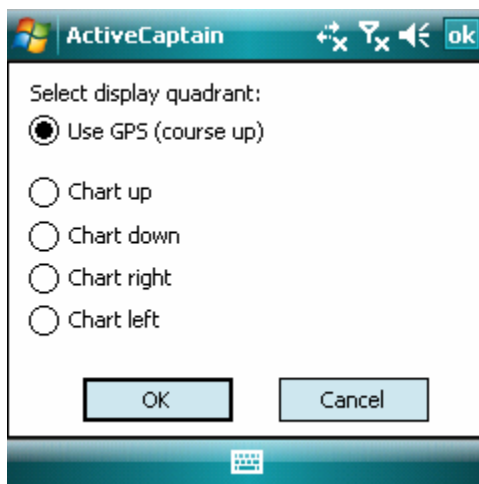 ActiveCaptain
ok
Select display quadrant:
Use GPS (course up)
Chart up
Chart down
Chart right
Chart left
OK
Cancel